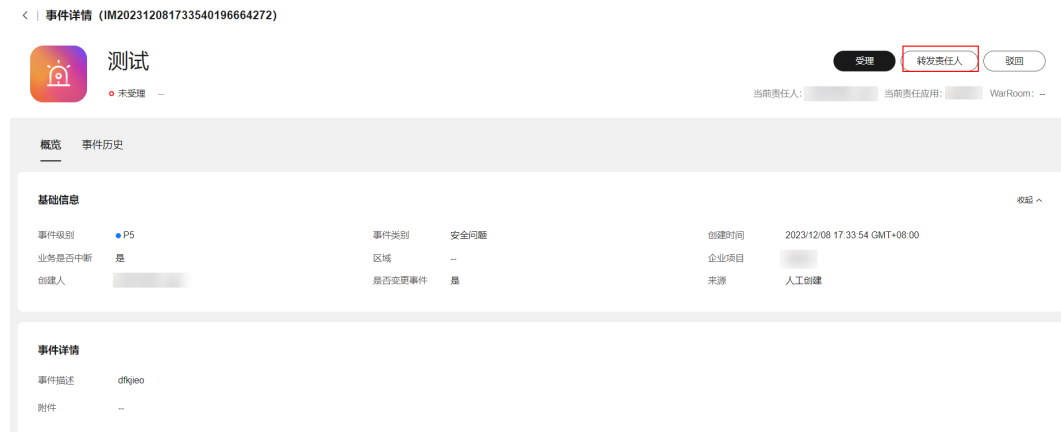 < | 事件详情（IM202312081733540196664272）
测试
受理 转发责任人 驳回
未受理 --
当前责任人： 当前责任应用： WarRoom： --
概览 事件历史
基础信息 收起
事件级别 P5 事件类别 安全问题 创建时间 2023/12/08 17:33:54 GMT+08:00
业务是否中断 是 区域 -- 企业项目
创建人 是否变更事件 是 来源 人工创建
事件详情
事件描述 dfkjieo
附件 --